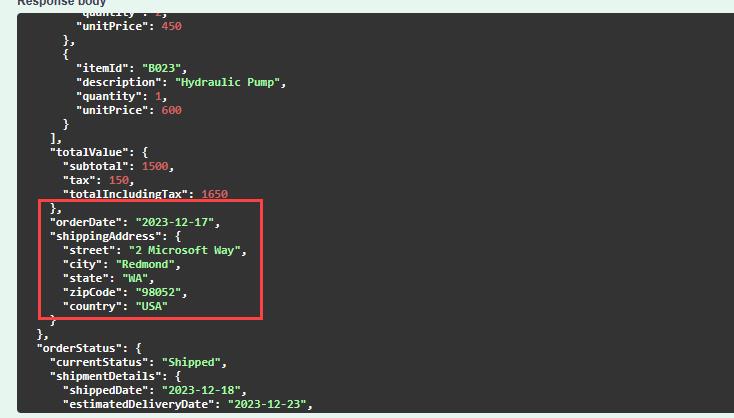 Response body
"quantity": 2,
"unitPrice": 450
},
{
"itemId": "B023",
"description": "Hydraulic Pump",
"quantity": 1,
"unitPrice": 600
}
],
"totalValue": {
"subtotal": 1500,
"tax": 150,
"totalIncludingTax": 1650
},
"orderDate": "2023-12-17",
"shippingAddress": {
"street": "2 Microsoft Way",
"city": "Redmond",
"state": "WA",
"zipCode": "98052",
"country": "USA"
}
},
"orderStatus": {
"currentStatus": "Shipped",
"shipmentDetails": {
"shippedDate": "2023-12-18",
"estimatedDeliveryDate": "2023-12-23",